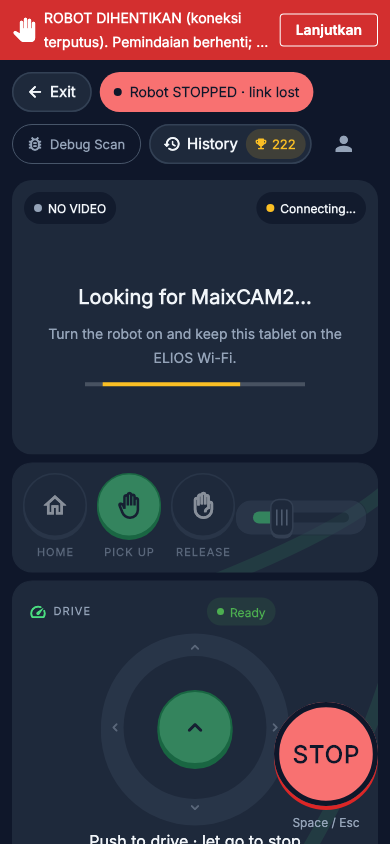 ROBOT DIHENTIKAN (koneksi
terputus). Pemindaian berhenti; ...
Lanjutkan
Exit
Robot STOPPED · link lost
Debug Scan
History
222
NO VIDEO
Connecting...
Looking for MaixCAM2...
Turn the robot on and keep this tablet on the
ELIOS Wi-Fi.
HOME
PICK UP
RELEASE
DRIVE
Ready
STOP
Space / Esc
Push to drive · let go to stop